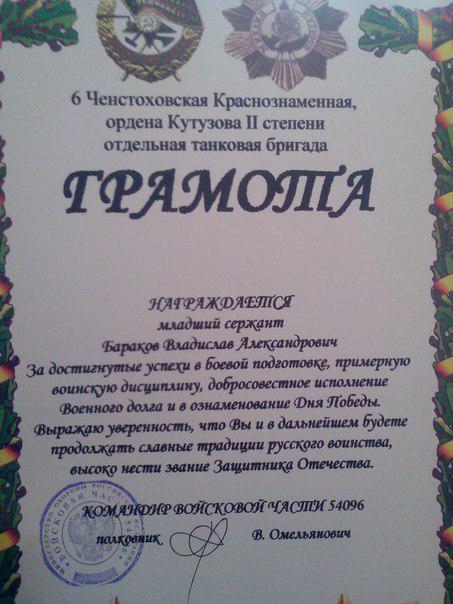 6 Ченстоховская Краснознаменная,
ордена Кутузова II степени
отдельная танковая бригада
ГРАМОТА
НАГРАЖДАЕТСЯ
младший сержант
Бараков Владислав Александрович
За достигнутые успехи в боевой подготовке, примерную
воинскую дисциплину, добросовестное исполнение
Военного долга и в ознаменование Дня Победы.
Выражаю уверенность, что Вы и в дальнейшем будете
продолжать славные традиции русского воинства,
высоко нести звание Защитника Отечества.
КОМАНДИР ВОЙСКОВОЙ ЧАСТИ 54096
полковник В. Омельянович
ВОЙСКОВАЯ ЧАСТЬ